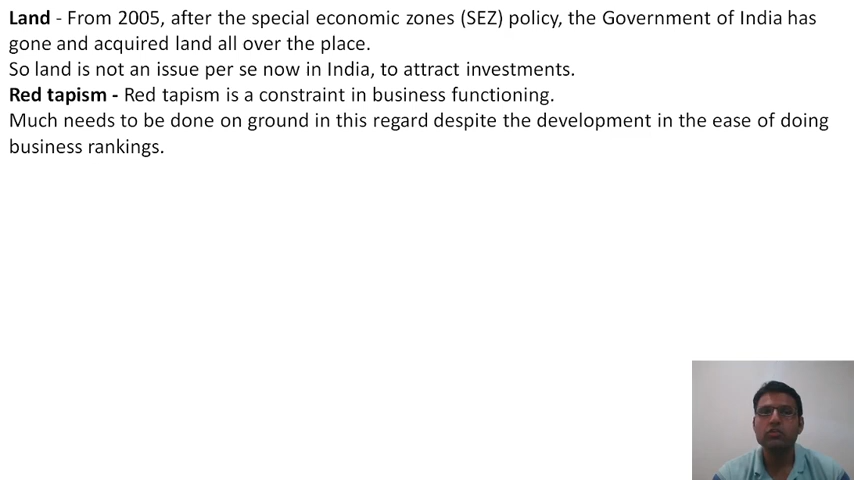 Land - From 2005, after the special economic zones (SEZ) policy, the Government of India has
gone and acquired land all over the place.
So land is not an issue per se now in India, to attract investments.
Red tapism - Red tapism is a constraint in business functioning.
Much needs to be done on ground in this regard despite the development in the ease of doing
business rankings.